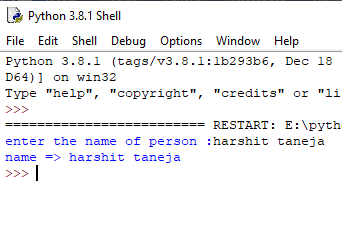 Python 3.8.1 Shell
File Edit Shell Debug Options Window Help
Python 3.8.1 (tags/v3.8.1:1b293b6, Dec 18
D64)] on win32
Type "help", "copyright", "credits" or "li
>>>
========================= RESTART: E:\pyth
enter the name of person :harshit taneja
name => harshit taneja
>>>